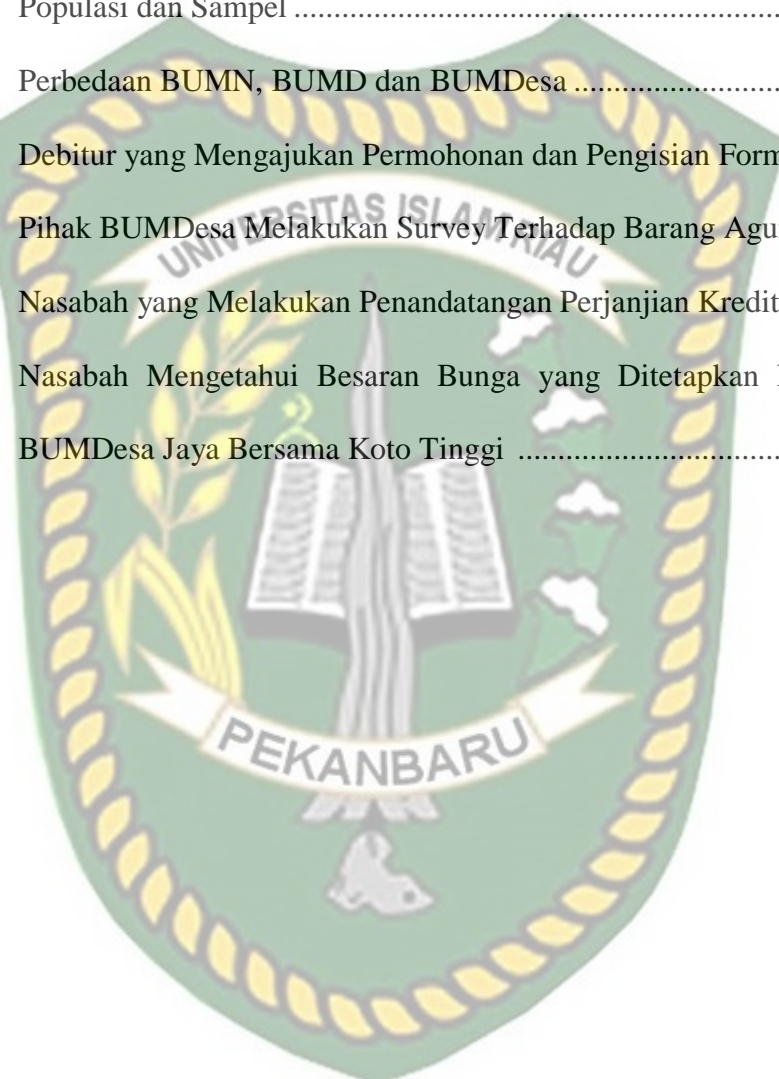 Populasi dan Sampel ..............................................................
Perbedaan BUMN, BUMD dan BUMDesa ..........................
Debitur yang Mengajukan Permohonan dan Pengisian
Pihak BUMDesa Melakukan Survey Terhadap Barang
UNIVERSITAS ISLAM RIAU
Nasabah yang Melakukan Penandatangan Perjanjian Kredit
Nasabah Mengetahui Besaran Bunga yang Ditetapkan
BUMDesa Jaya Bersama Koto Tinggi .................................
PEKANBARU